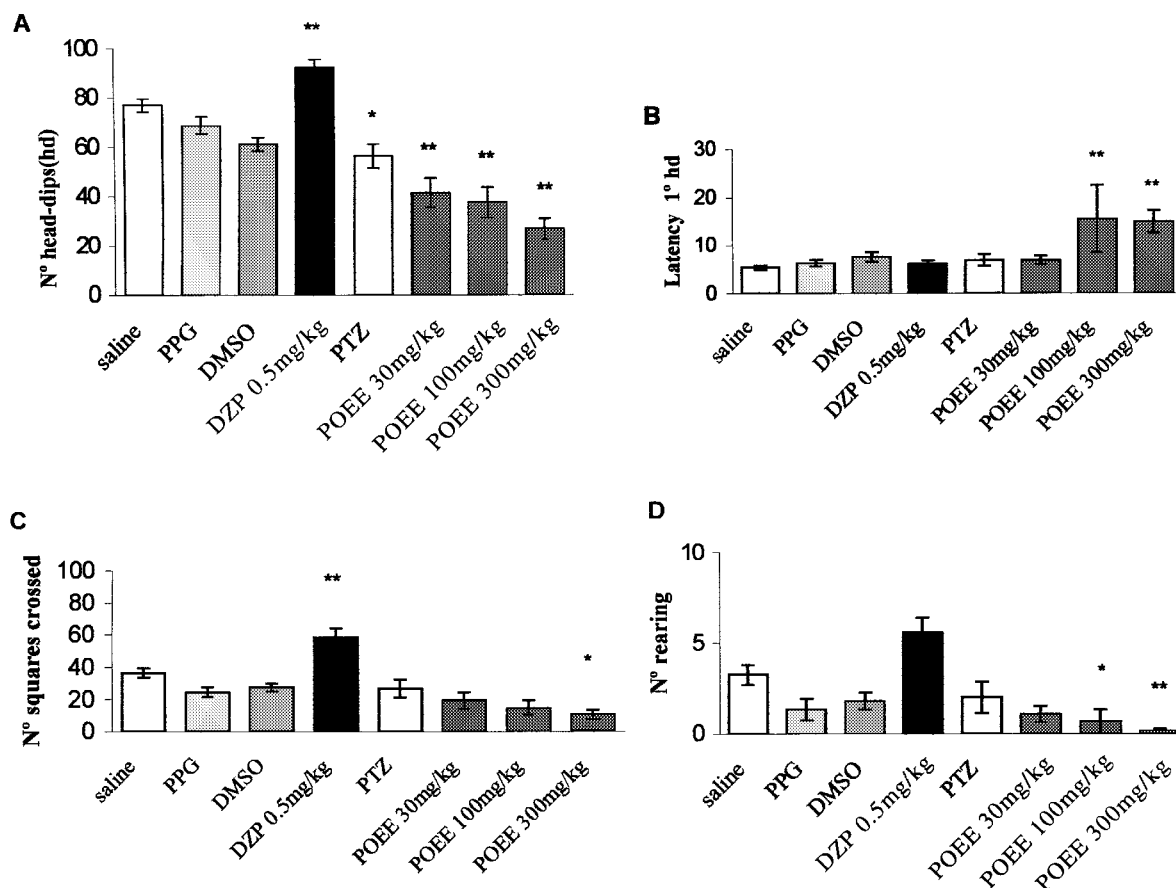 A
**
100
80
60
40
20
0
*
**
**
**
Nº head-dips(hd)
saline
PPG
DMSO
DZP 0.5mg/kg
PTZ
POEE 30mg/kg
POEE 100mg/kg
POEE 300mg/kg
B
30
20
10
0
**
**
Latency 1º hd
saline
PPG
DMSO
DZP 0.5mg/kg
PTZ
POEE 30mg/kg
POEE 100mg/kg
POEE 300mg/kg
C
100
80
60
40
20
0
**
*
Nº squares crossed
saline
PPG
DMSO
DZP 0.5mg/kg
PTZ
POEE 30mg/kg
POEE 100mg/kg
POEE 300mg/kg
D
10
5
0
*
**
Nº rearing
saline
PPG
DMSO
DZP 0.5mg/kg
PTZ
POEE 30mg/kg
POEE 100mg/kg
POEE 300mg/kg